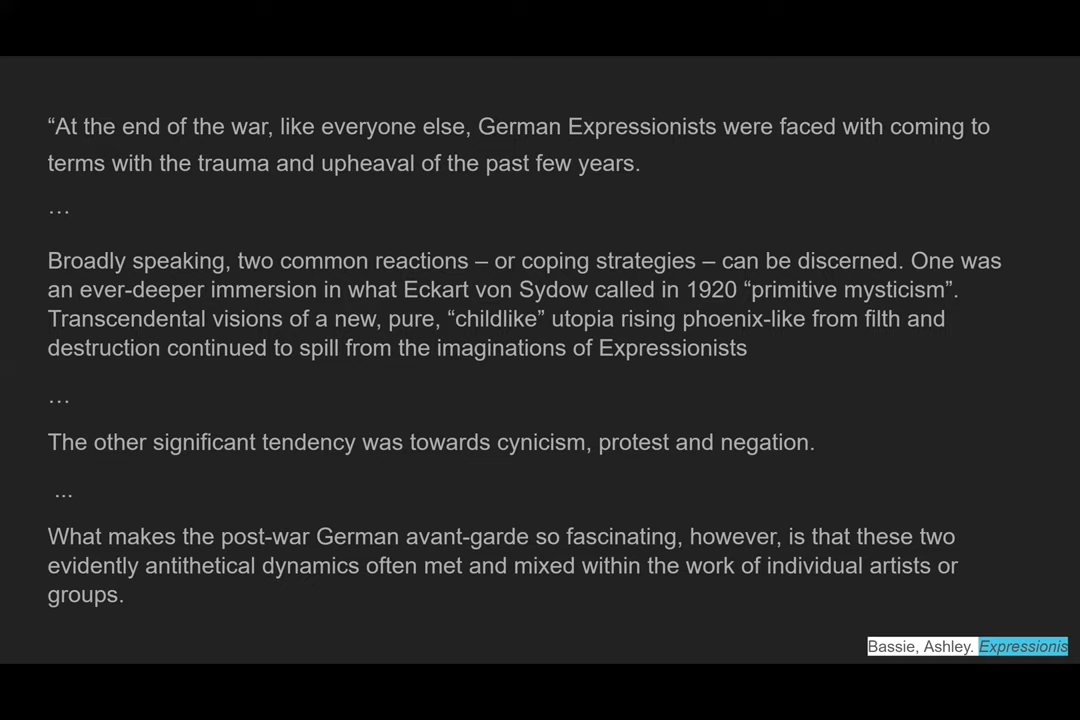 “At the end of the war, like everyone else, German Expressionists were faced with coming to
terms with the trauma and upheaval of the past few years.
…
Broadly speaking, two common reactions – or coping strategies – can be discerned. One was
an ever-deeper immersion in what Eckart von Sydow called in 1920 “primitive mysticism”.
Transcendental visions of a new, pure, “childlike” utopia rising phoenix-like from filth and
destruction continued to spill from the imaginations of Expressionists
…
The other significant tendency was towards cynicism, protest and negation.
...
What makes the post-war German avant-garde so fascinating, however, is that these two
evidently antithetical dynamics often met and mixed within the work of individual artists or
groups.
Bassie, Ashley. Expressionis